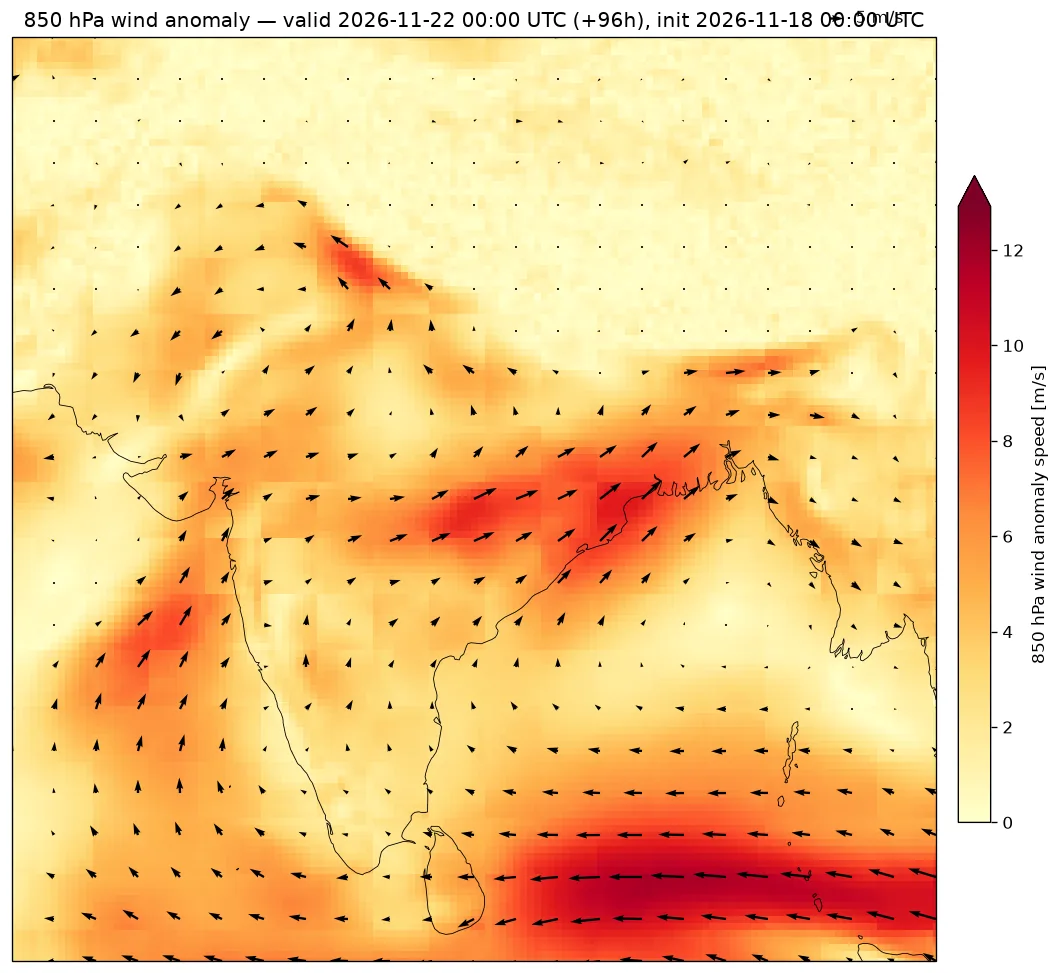 850 hPa wind anomaly — valid 2026-11-22 00:00 UTC (+96h), init 2026-11-18 00:00 UTC
5 m/s
12
10
8
6
4
2
0
850 hPa wind anomaly speed [m/s]